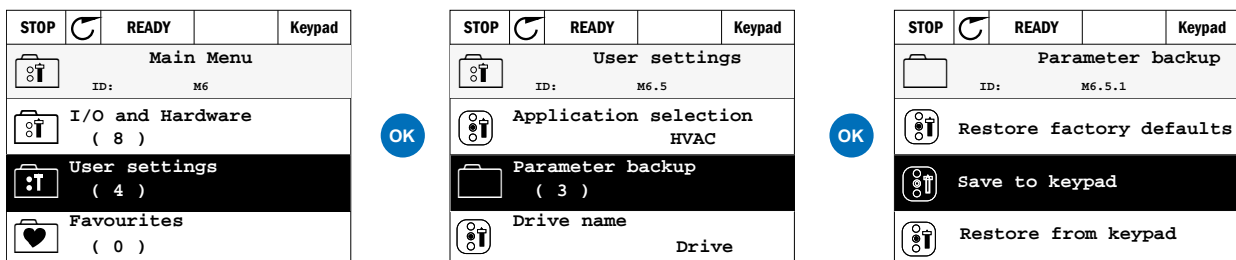 STOP READY Keypad
Main Menu
ID: M6
I/O and Hardware
( 8 )
User settings
( 4 )
Favourites
( 0 )
OK
STOP READY Keypad
User settings
ID: M6.5
Application selection
HVAC
Parameter backup
( 3 )
Drive name
Drive
OK
STOP READY Keypad
Parameter backup
ID: M6.5.1
Restore factory defaults
Save to keypad
Restore from keypad